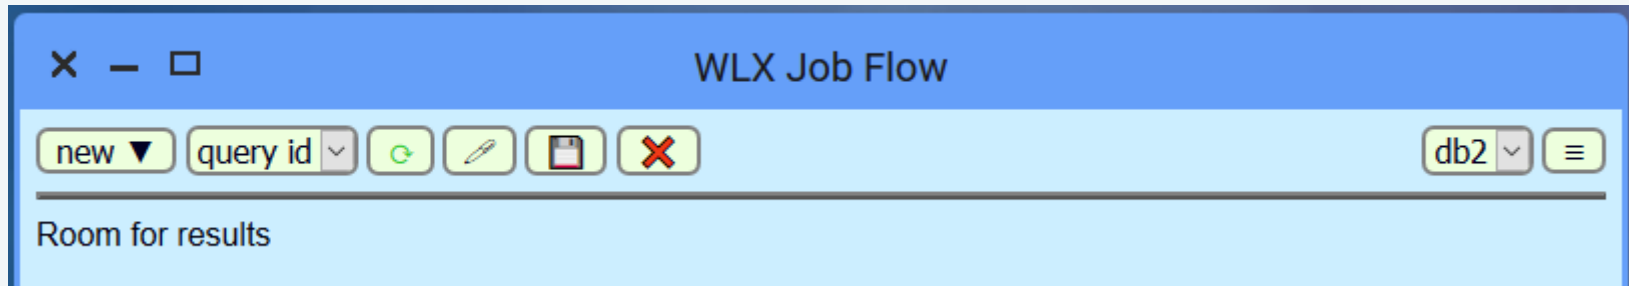 WLX Job Flow
new ▼ query id db2 ≡
Room for results